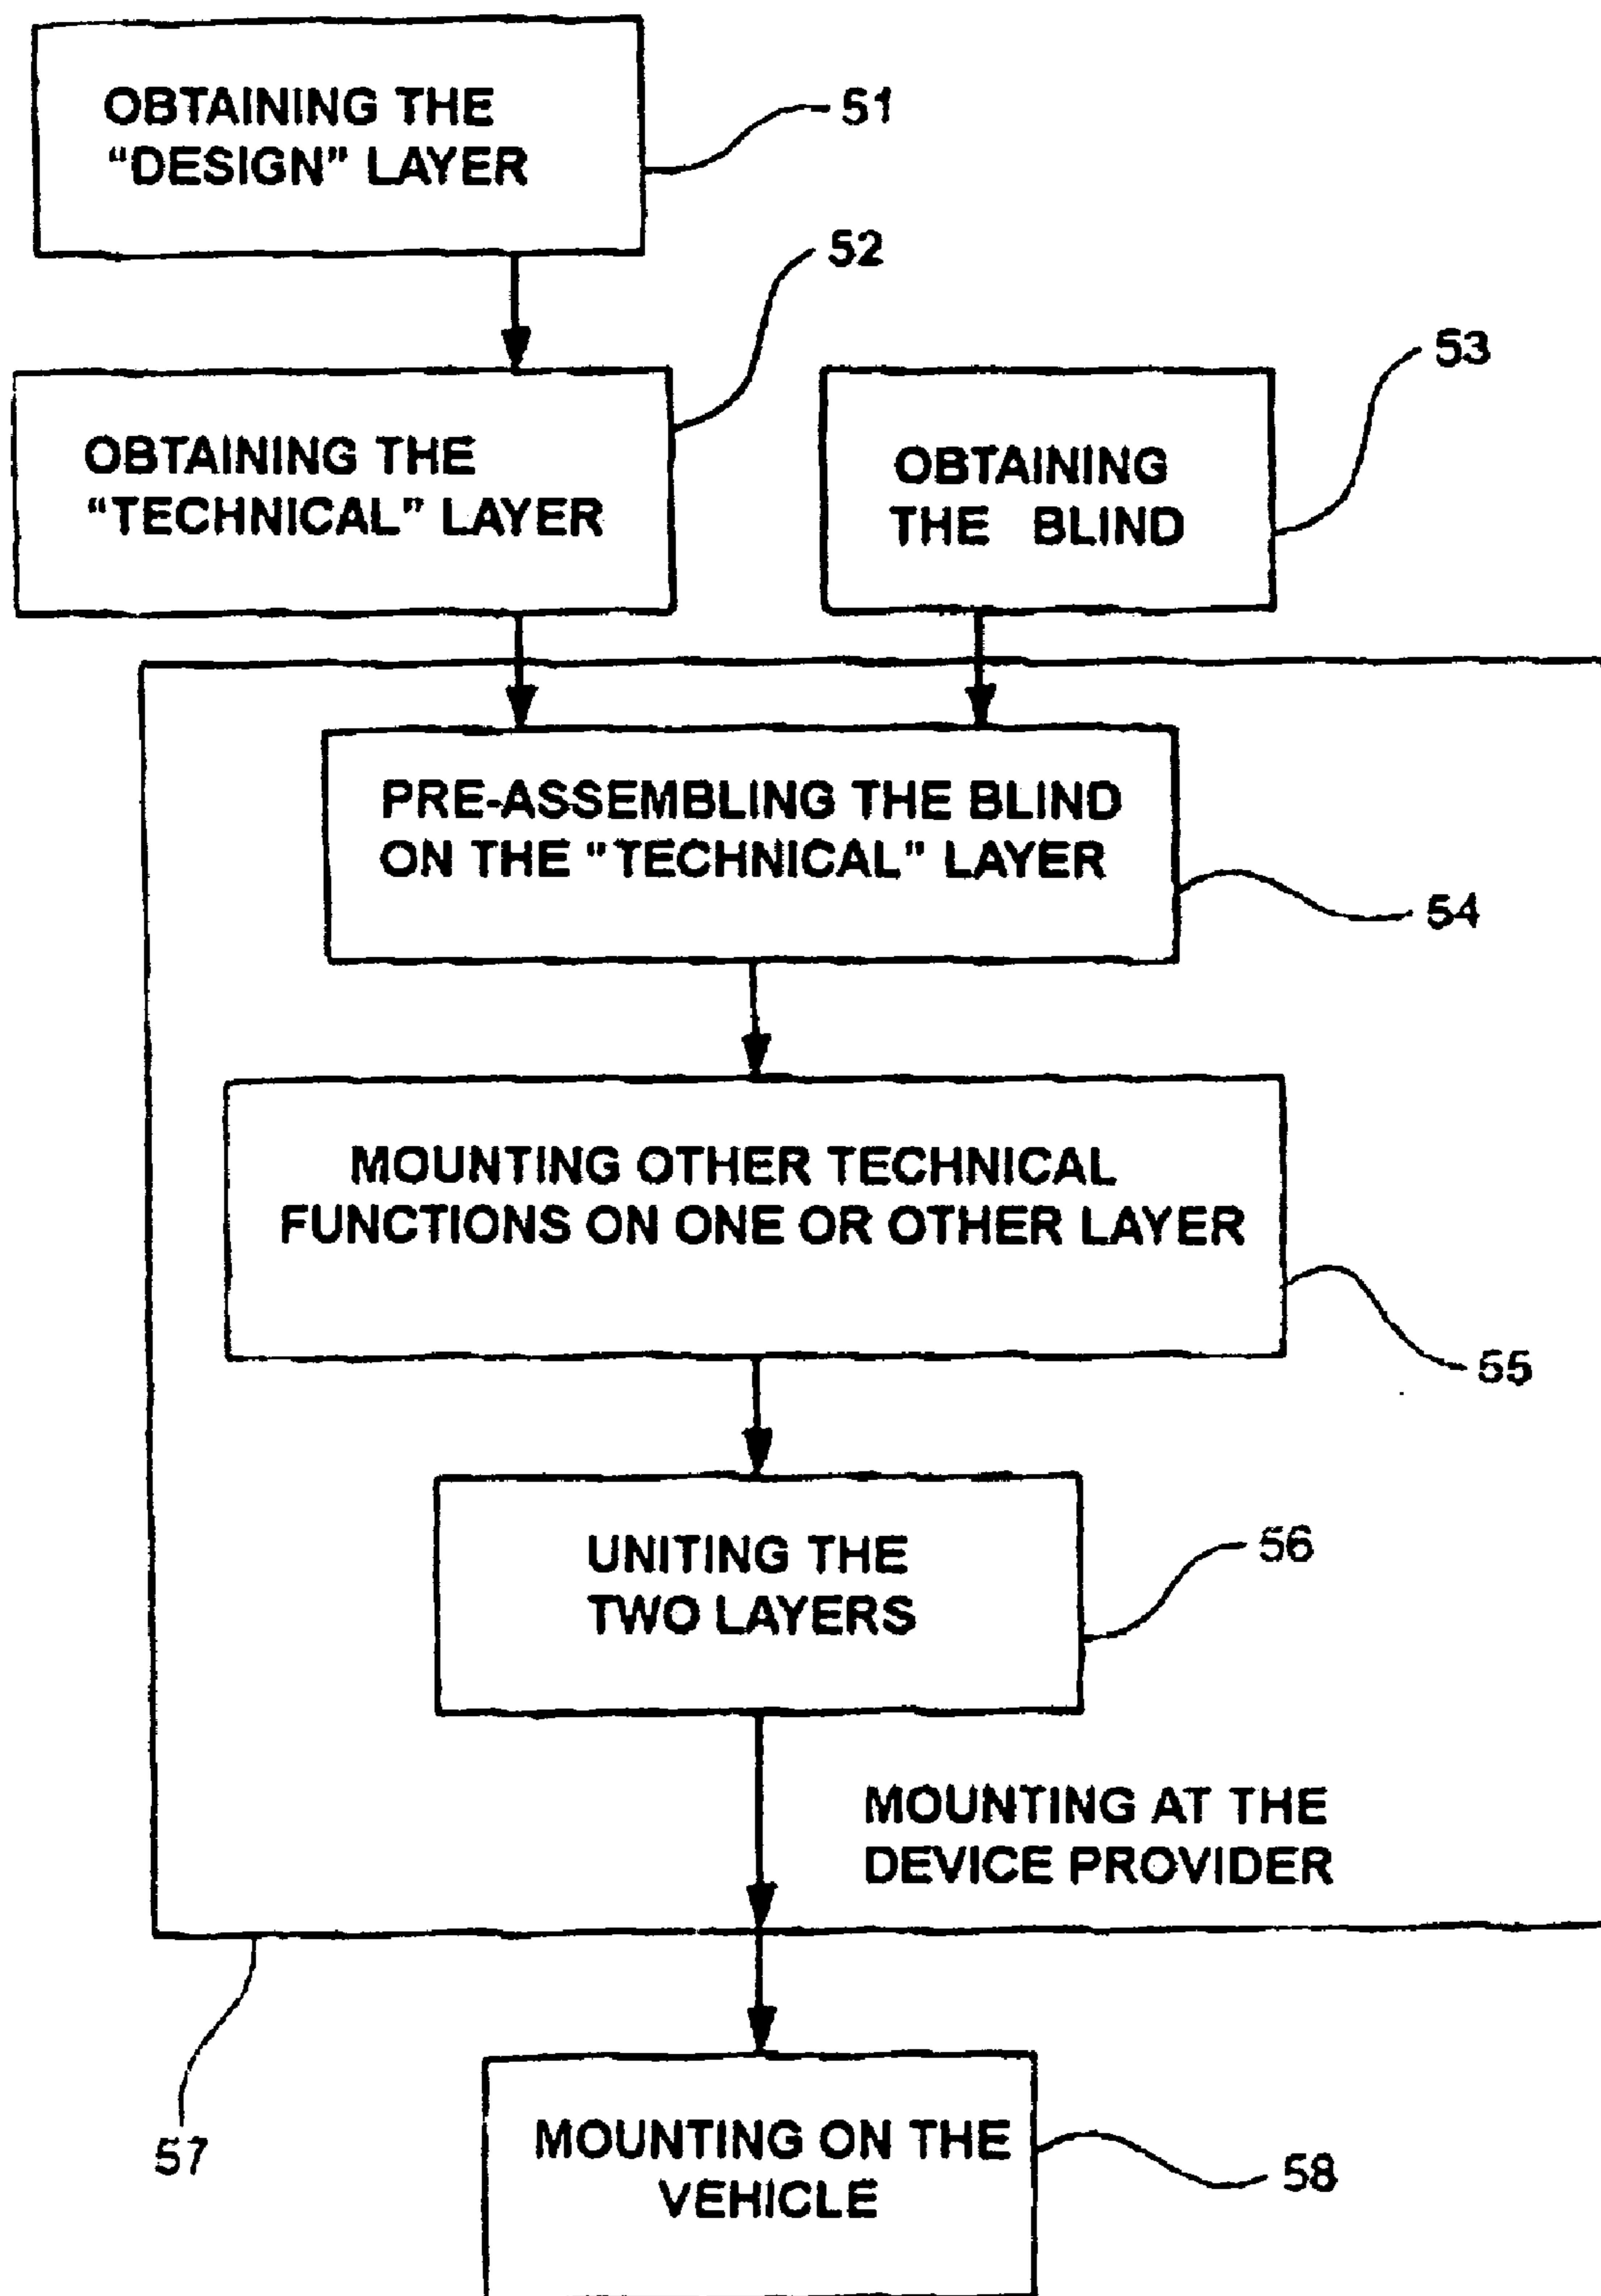 OBTAINING THE
“DESIGN” LAYER
51
52
OBTAINING THE
“TECHNICAL” LAYER
OBTAINING
THE BLIND
53
PRE-ASSEMBLING THE BLIND
ON THE "TECHNICAL" LAYER
54
MOUNTING OTHER TECHNICAL
FUNCTIONS ON ONE OR OTHER LAYER
55
UNITING THE
TWO LAYERS
56
MOUNTING AT THE
DEVICE PROVIDER
57
MOUNTING ON THE
VEHICLE
58